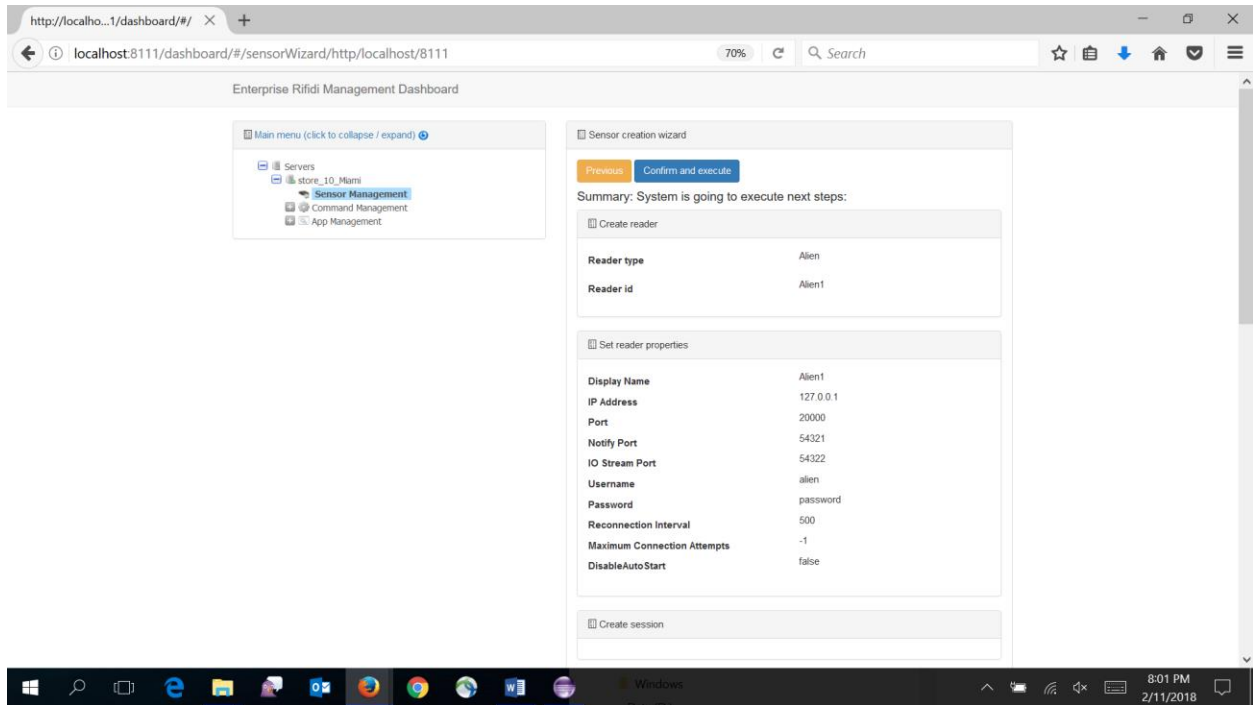 http://localho...1/dashboard/#/
localhost:8111/dashboard/#/sensorWizard/http/localhost/8111
70%
Search
Enterprise Rifidi Management Dashboard
Main menu (click to collapse / expand)
Servers
store_10_Miami
Sensor Management
Command Management
App Management
Sensor creation wizard
Previous Confirm and execute
Summary: System is going to execute next steps:
Create reader
Reader type Alien
Reader id Alien1
Set reader properties
Display Name Alien1
IP Address 127.0.0.1
Port 20000
Notify Port 54321
IO Stream Port 54322
Username alien
Password password
Reconnection Interval 500
Maximum Connection Attempts -1
DisableAutoStart false
Create session
Windows
8:01 PM
2/11/2018